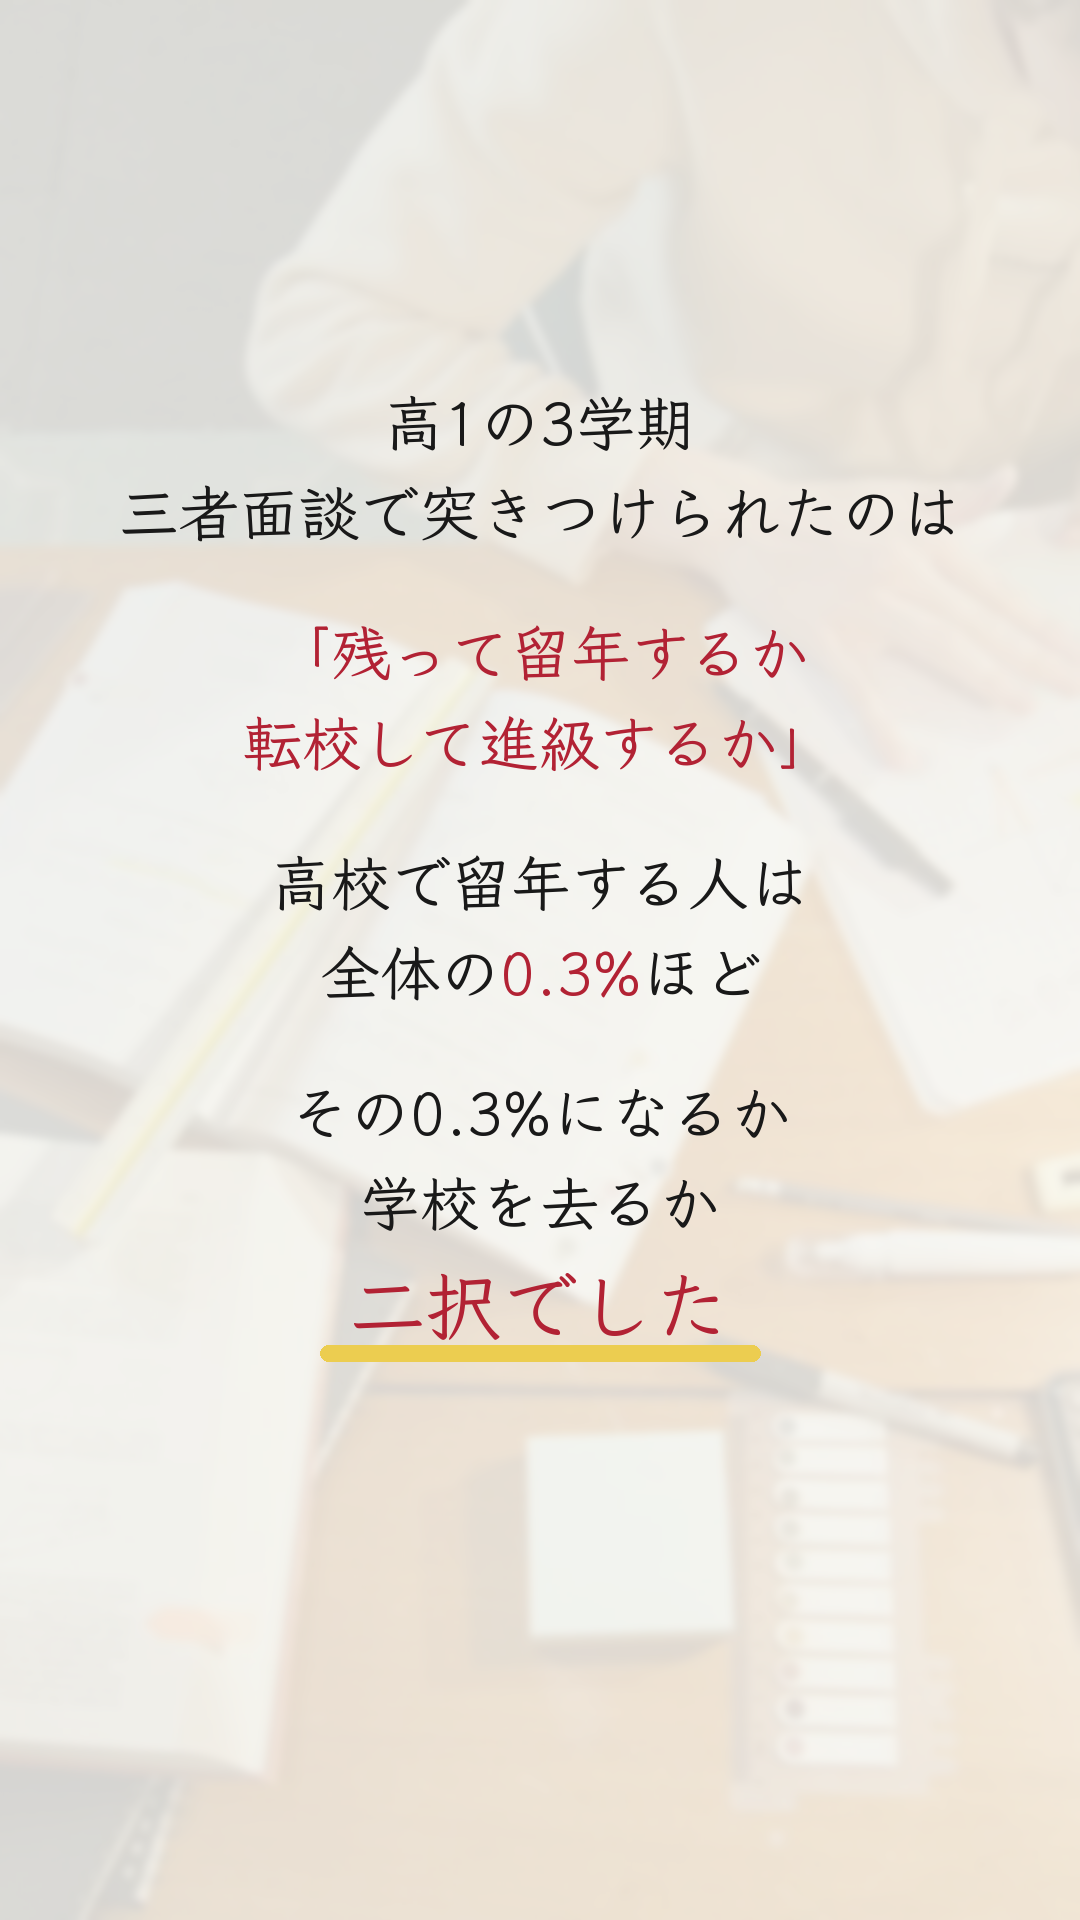 高1の3学期
三者面談で突きつけられたのは
「残って留年するか
転校して進級するか」
高校で留年する人は
全体の0.3%ほど
その0.3%になるか
学校を去るか
二択でした